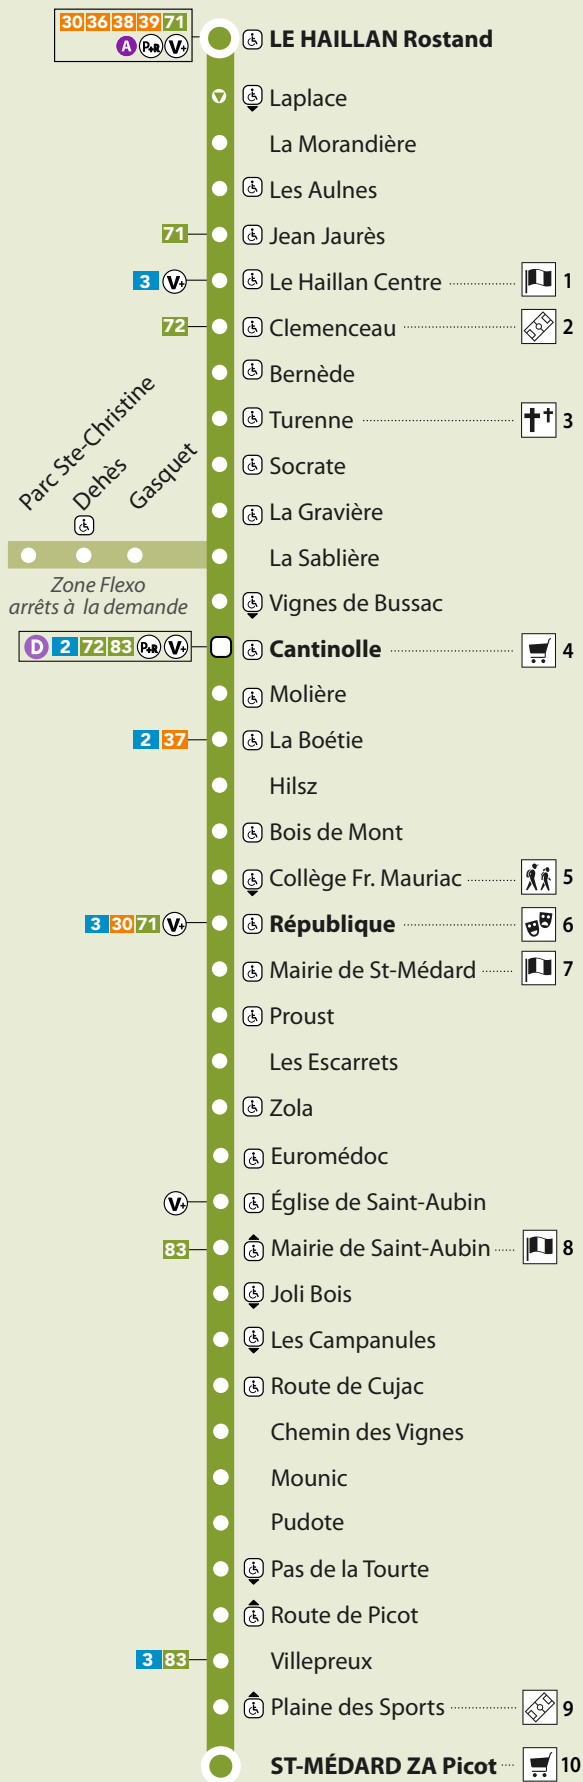 30 36 38 39 71
A P+R V+
LE HAILLAN Rostand
Laplace
La Morandière
Les Aulnes
71 Jean Jaurès
3 V+ Le Haillan Centre 1
72 Clemenceau 2
Bernède
Turenne 3
Socrate
La Gravière
Parc Ste-Christine
Dehès
Gasquet
La Sablière
Zone Flexo
arrêts à la demande
Vignes de Bussac
D 2 72 83 P+R V+ Cantinolle 4
Molière
2 37 La Boétie
Hilsz
Bois de Mont
Collège Fr. Mauriac 5
3 30 71 V+ République 6
Mairie de St-Médard 7
Proust
Les Escarrets
Zola
Euromédoc
V+ Église de Saint-Aubin
83 Mairie de Saint-Aubin 8
Joli Bois
Les Campanules
Route de Cujac
Chemin des Vignes
Mounic
Pudote
Pas de la Tourte
Route de Picot
3 83 Villepreux
Plaine des Sports 9
ST-MÉDARD ZA Picot 10